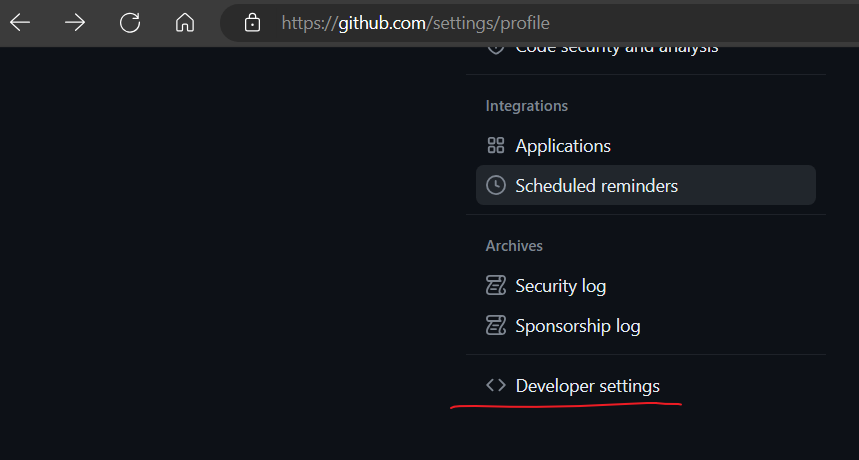 https://github.com/settings/profile
Code security and analysis
Integrations
Applications
Scheduled reminders
Archives
Security log
Sponsorship log
Developer settings